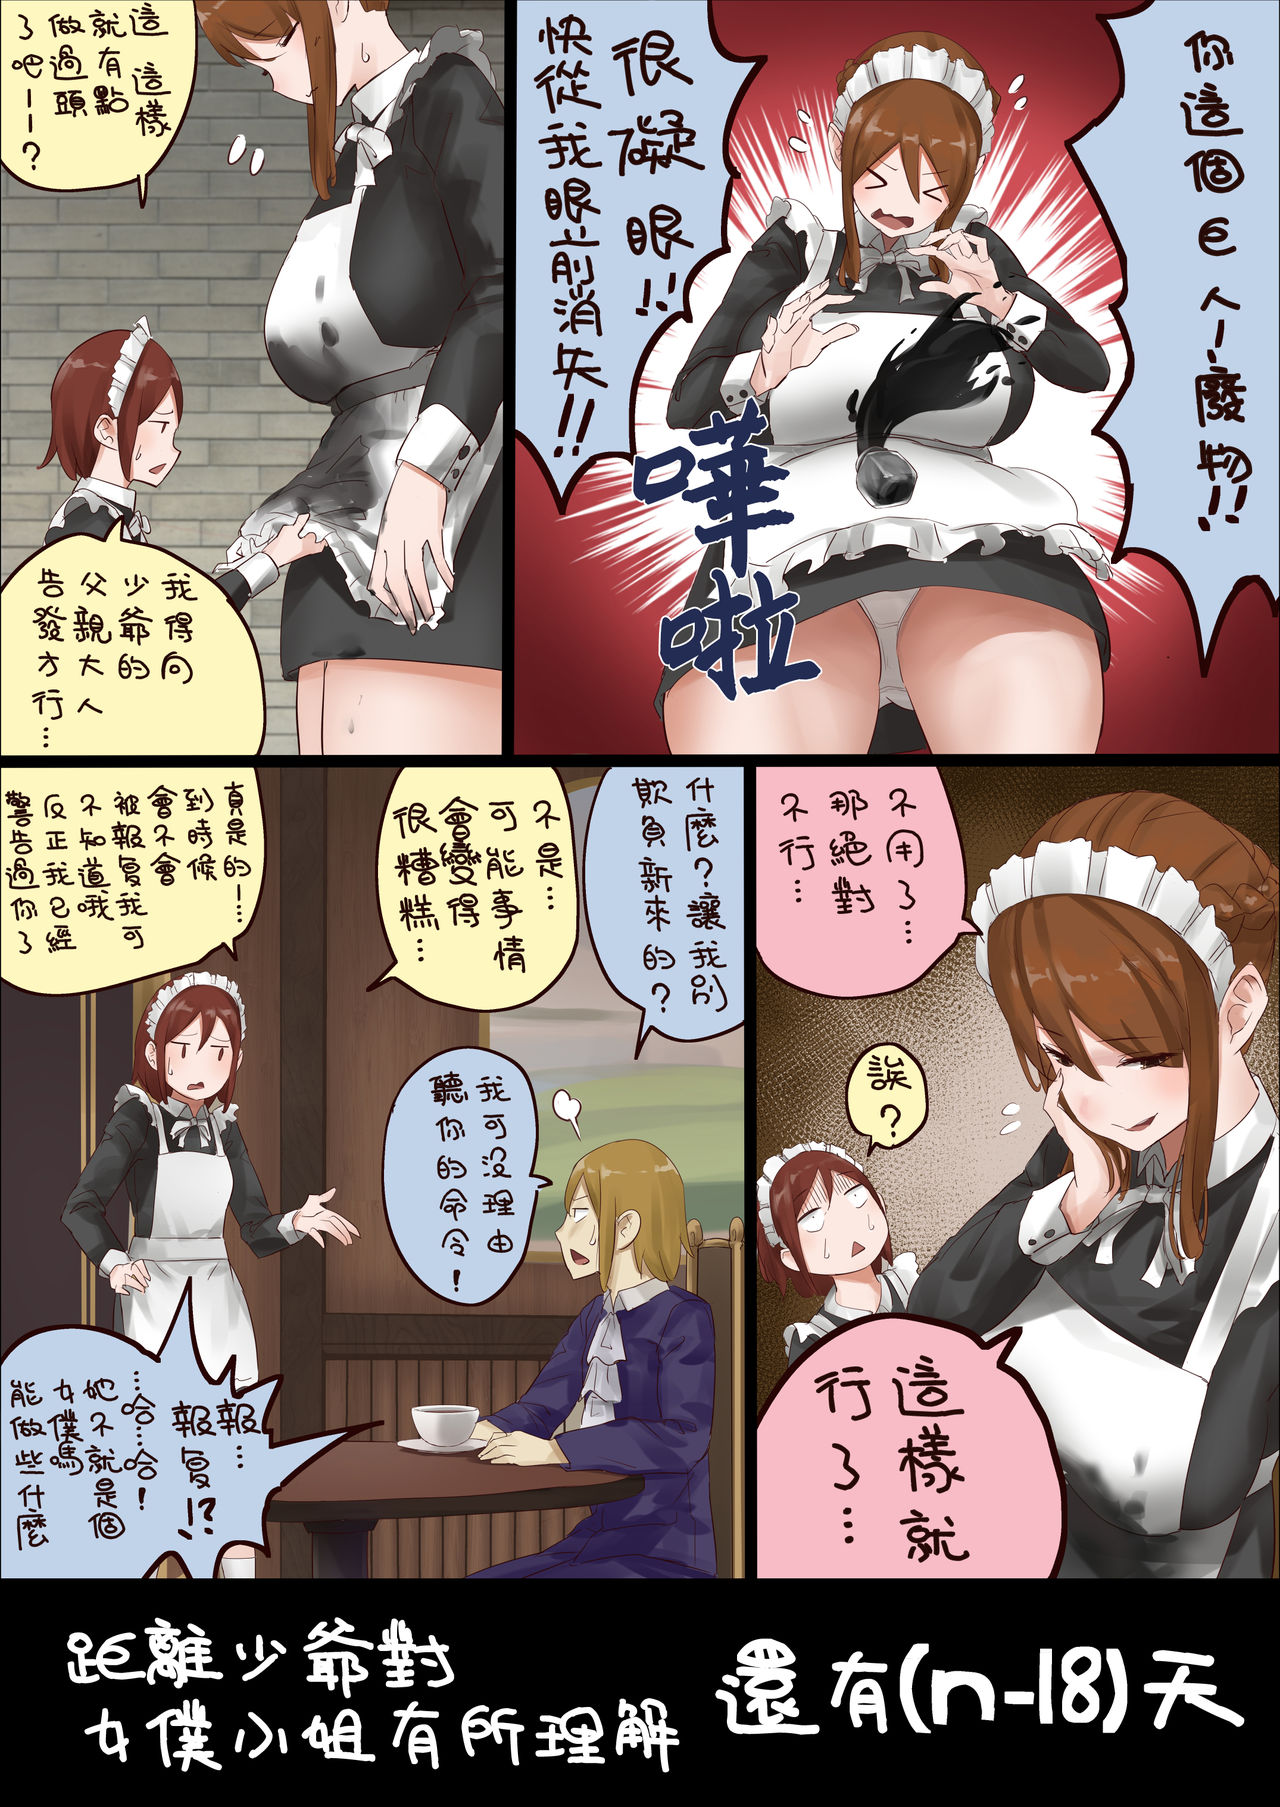 你這個巨人|廢物!!
很礙眼!!
快從我眼前消失!!
嘩啦
這 這樣
就有點
做過頭
了吧——?
我得向
少爺的
父親大人
告發才行…
不用了…
那絕對
不行…
誒?
這樣就
行了…
什麼?讓我別
欺負新來的?
不是…
可能事情
會變得
很糟糕…
我可沒理由
聽你的命令!
真是的!…
到時候
會不會
被報复我可
不知道哦
反正我已經
警告過你了
報…
報复!?
…哈…哈!
她不就是個
女僕嗎
能做些什麼
距離少爺對
女僕小姐有所理解
還有(n-18)天